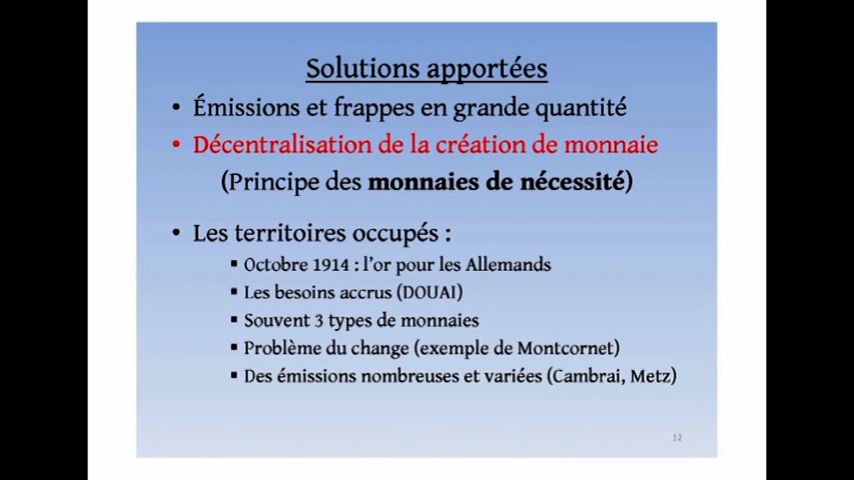 Solutions apportées
• Émissions et frappes en grande quantité
• Décentralisation de la création de monnaie
(Principe des monnaies de nécessité)
• Les territoires occupés :
▪ Octobre 1914 : l'or pour les Allemands
▪ Les besoins accrus (DOUAI)
▪ Souvent 3 types de monnaies
▪ Problème du change (exemple de Montcornet)
▪ Des émissions nombreuses et variées (Cambrai, Metz)
12